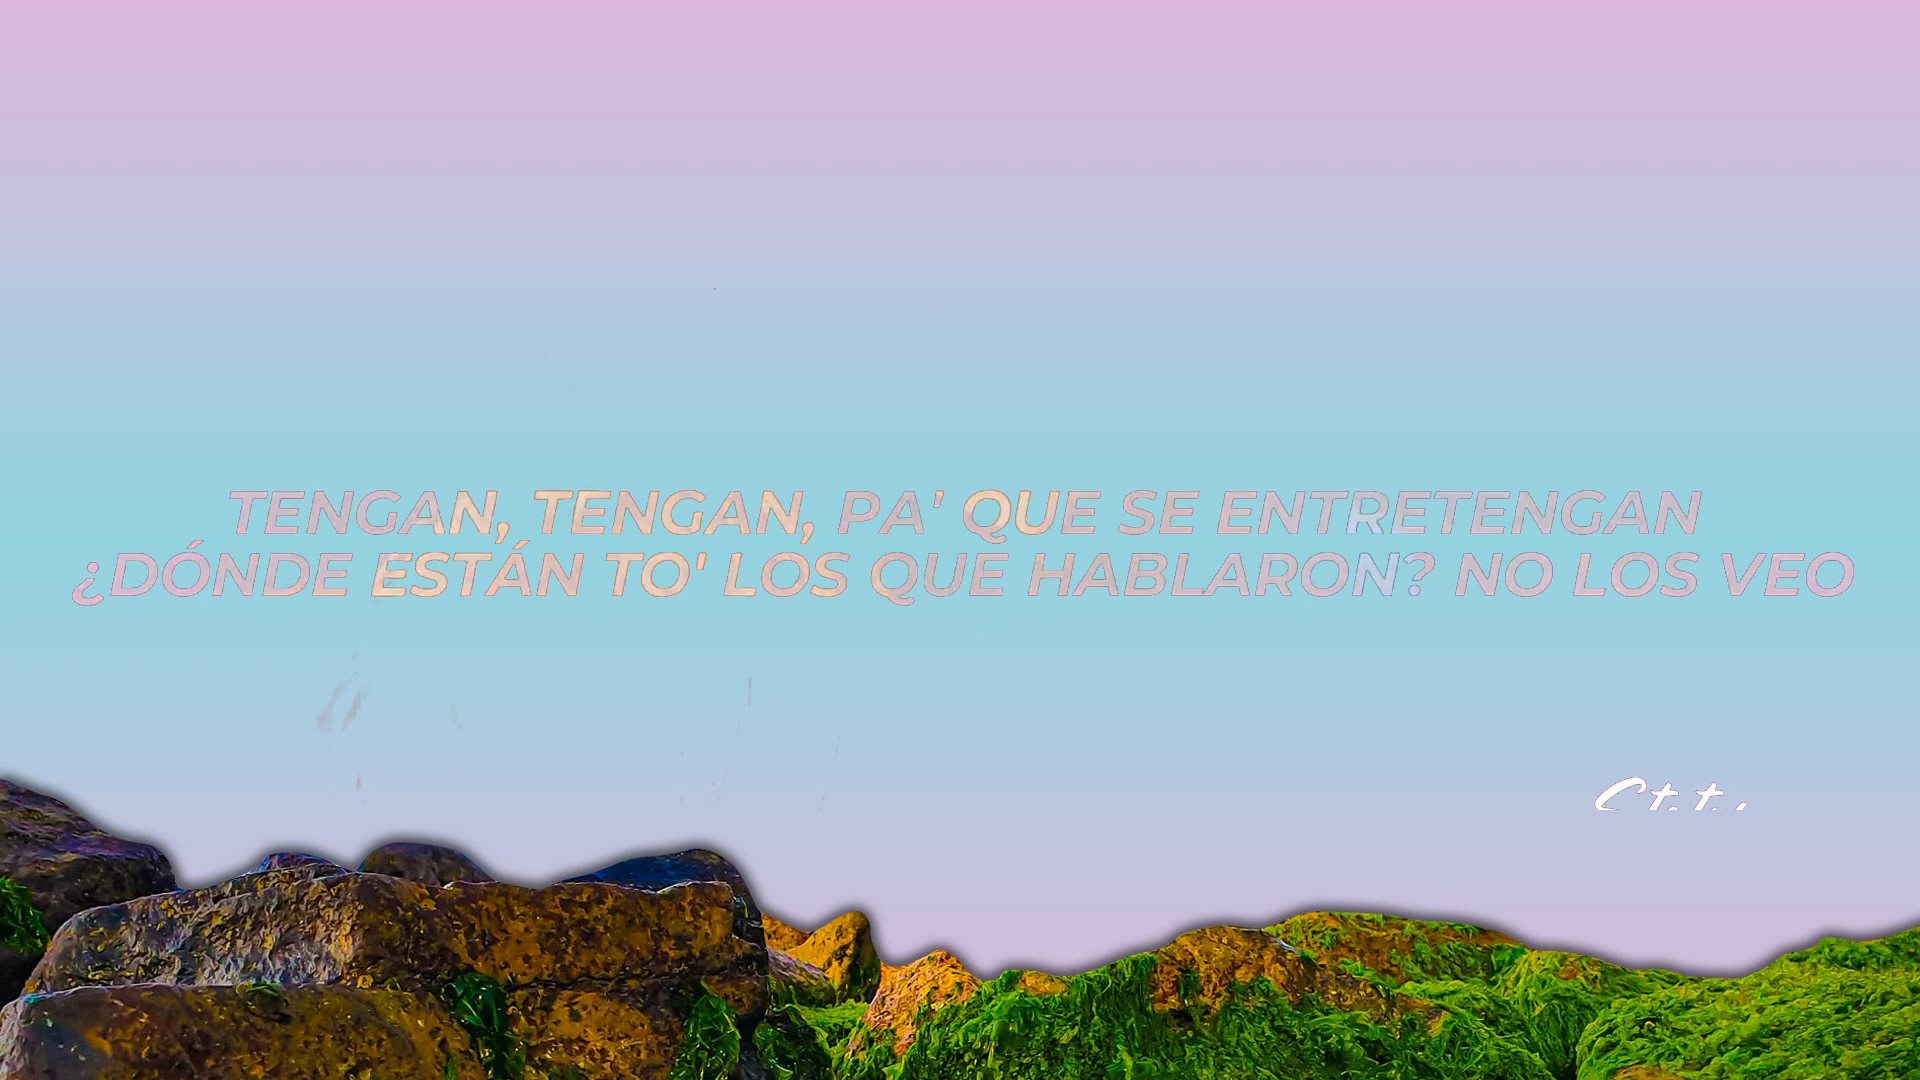 TENGAN, TENGAN, PA' QUE SE ENTRETENGAN
¿DÓNDE ESTÁN TO' LOS QUE HABLARON? NO LOS VEO